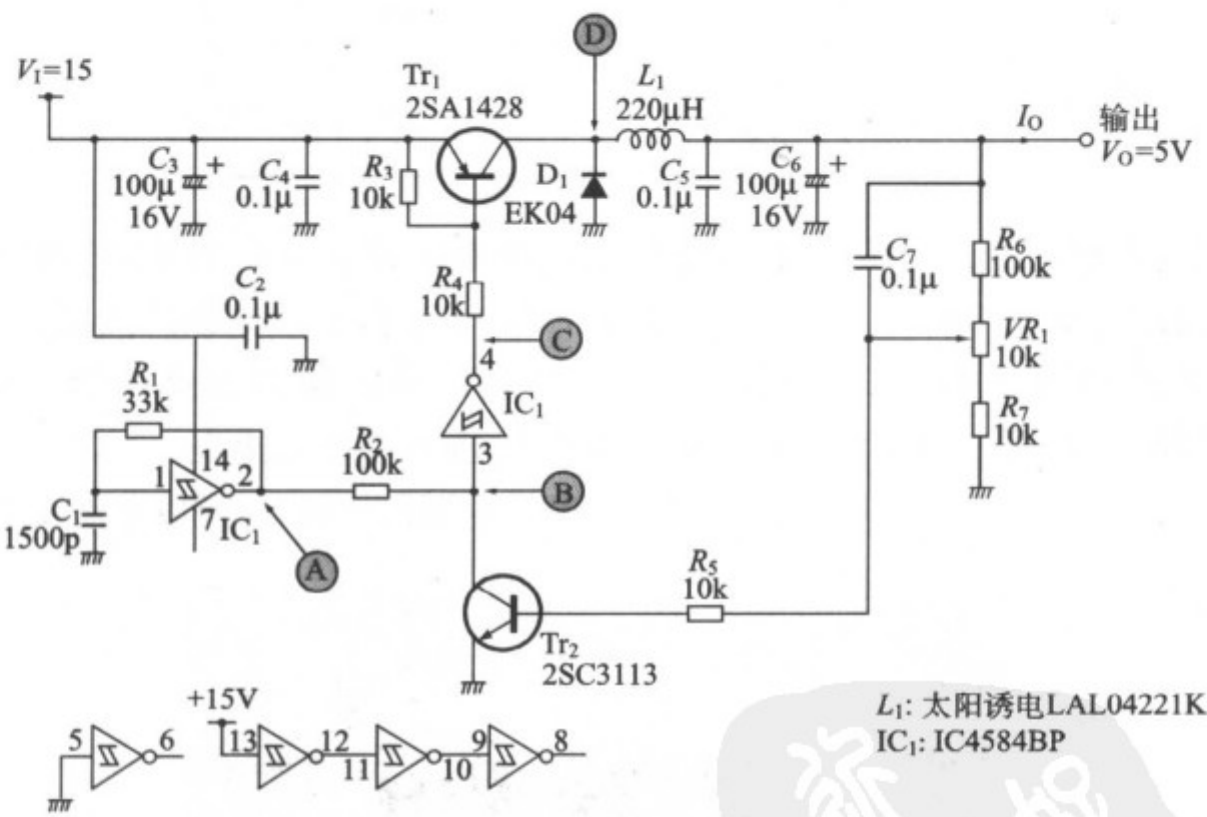 D
V_I=15
Tr₁
2SA1428
L₁
220μH
I_O
输出
V_O=5V
C₃
100μ
16V
+
C₄
0.1μ
R₃
10k
D₁
EK04
C₅
0.1μ
C₆
100μ
16V
+
C₇
0.1μ
R₆
100k
C₂
0.1μ
R₄
10k
C
VR₁
10k
R₁
33k
4
IC₁
R₇
10k
R₂
100k
3
1
14
2
B
C₁
1500p
7
IC₁
A
R₅
10k
Tr₂
2SC3113
+15V
5
6
13
12
11
10
9
8
L₁: 太阳诱电LAL04221K
IC₁: IC4584BP